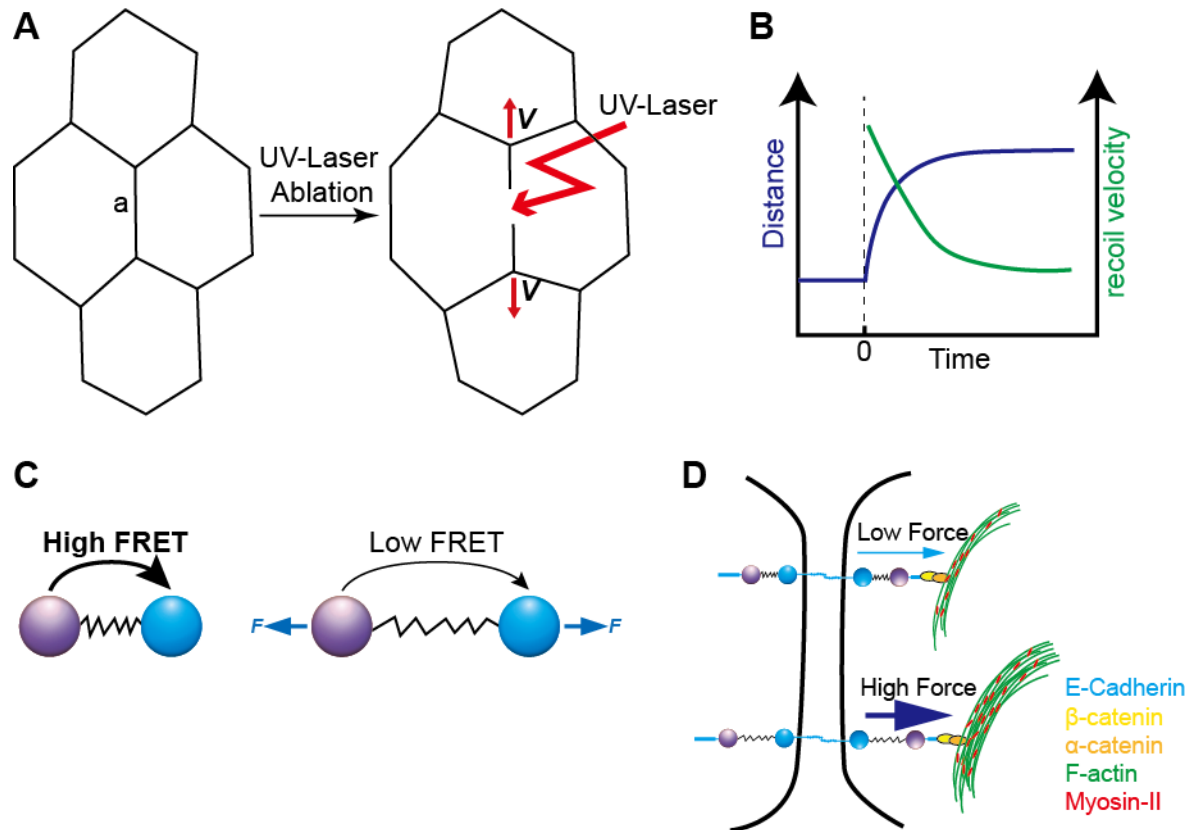 A
a
UV-Laser
Ablation
V
UV-Laser
V
B
Distance
recoil velocity
0
Time
C
High FRET
Low FRET
F
F
D
Low Force
High Force
E-Cadherin
β-catenin
α-catenin
F-actin
Myosin-II